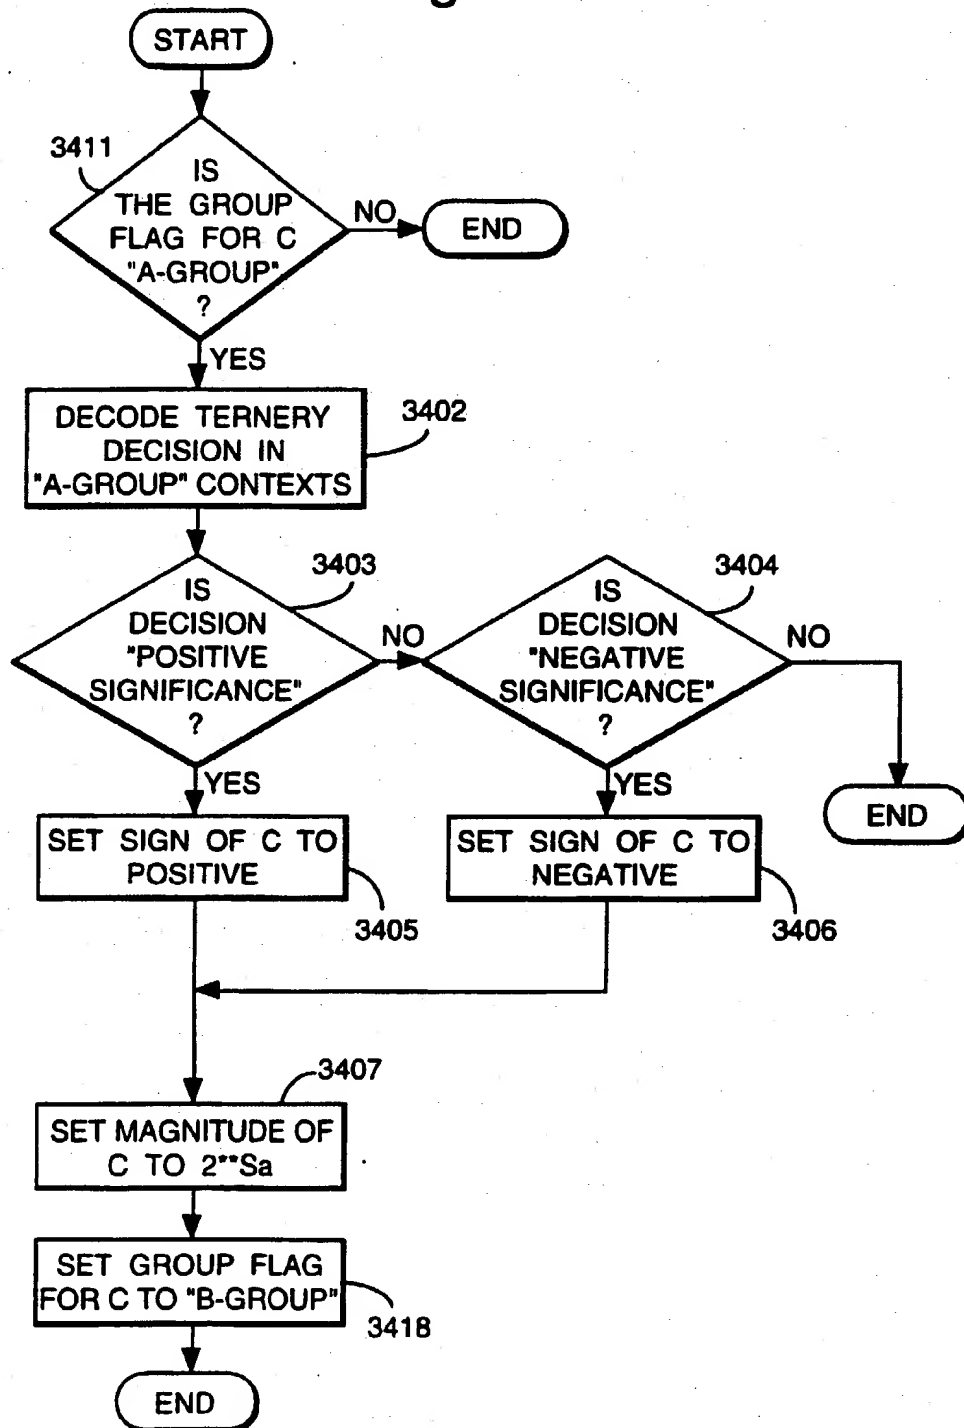 START
3411
IS
THE GROUP
FLAG FOR C
"A-GROUP"
?
NO
END
YES
DECODE TERNERY
DECISION IN
"A-GROUP" CONTEXTS
3402
3403
IS
DECISION
"POSITIVE
SIGNIFICANCE"
?
NO
3404
IS
DECISION
"NEGATIVE
SIGNIFICANCE"
?
NO
END
YES
YES
SET SIGN OF C TO
POSITIVE
3405
SET SIGN OF C TO
NEGATIVE
3406
3407
SET MAGNITUDE OF
C TO 2**Sa
SET GROUP FLAG
FOR C TO "B-GROUP"
3418
END